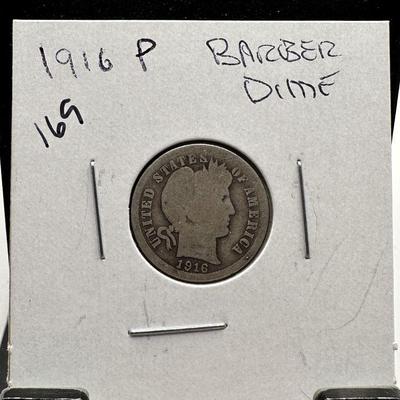 1916 P BARBER
DIME
169
UNITED STATES OF AMERICA
1916